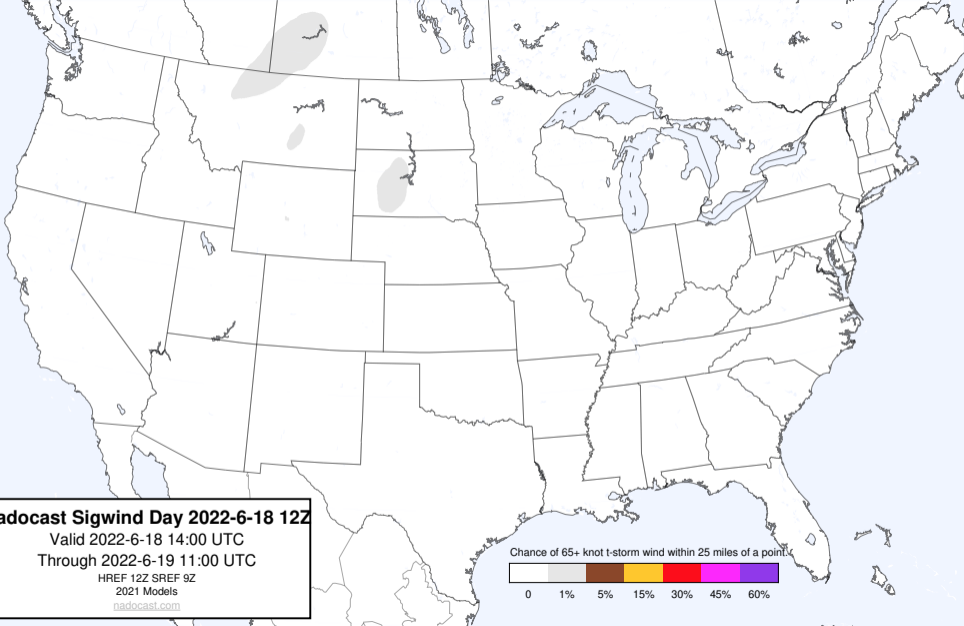 adocast Sigwind Day 2022-6-18 12Z
Valid 2022-6-18 14:00 UTC
Through 2022-6-19 11:00 UTC
HREF 12Z SREF 9Z
2021 Models
nadocast.com
Chance of 65+ knot t-storm wind within 25 miles of a point.
0 1% 5% 15% 30% 45% 60%